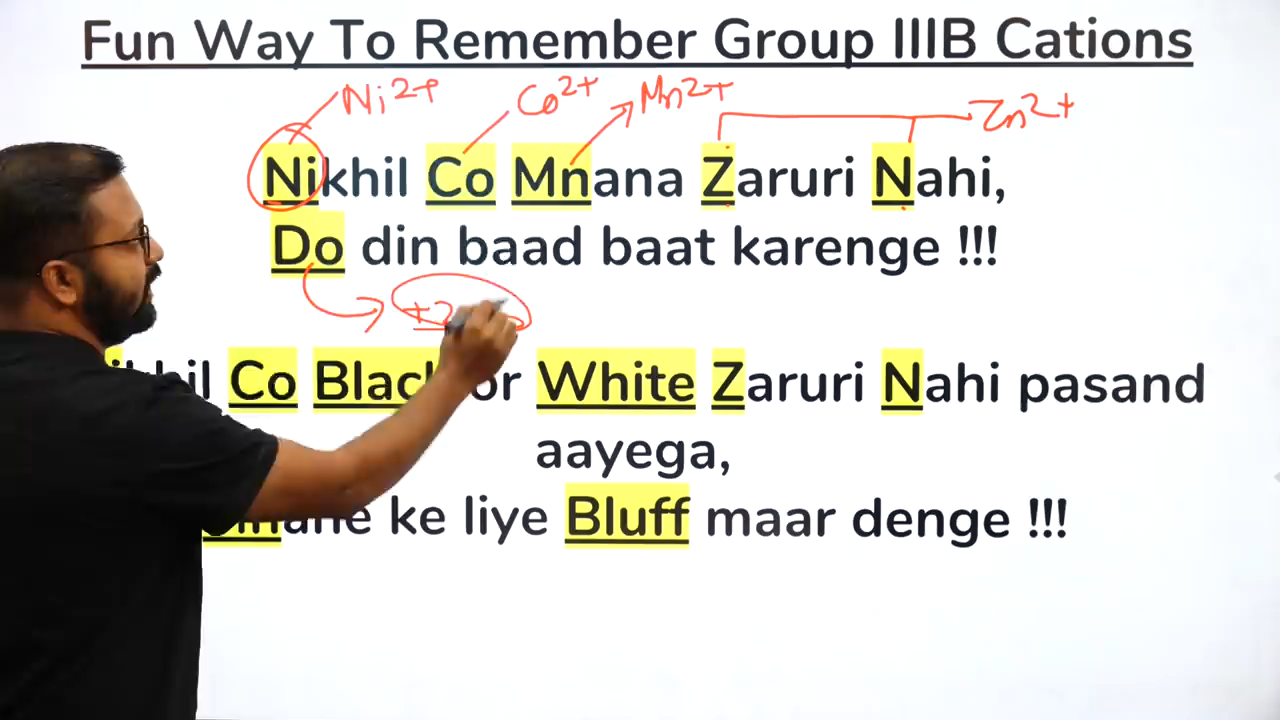 Fun Way To Remember Group IIIB Cations
Ni2+ Co2+ Mn2+ Zn2+
Nikhil Co Mnana Zaruri Nahi,
Do din baad baat karenge !!!
+2
Co or White Zaruri Nahi pasand
aayega,
ke liye Bluff maar denge !!!